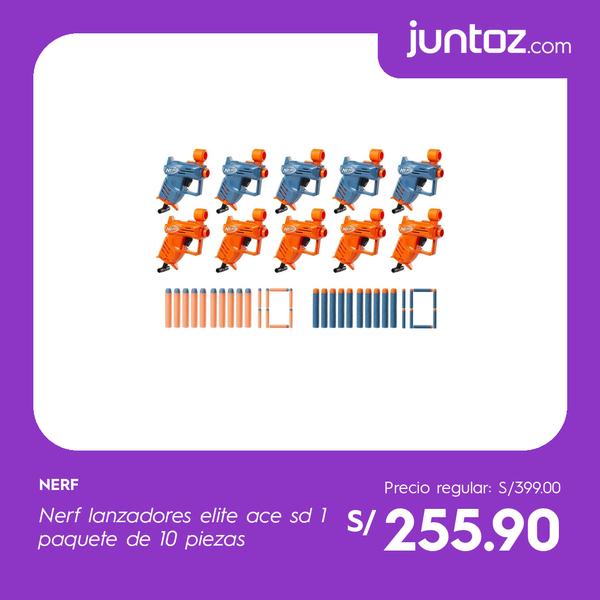 juntoz.com
NERF
Nerf lanzadores elite ace sd 1
paquete de 10 piezas
Precio regular: S/399.00
S/ 255.90